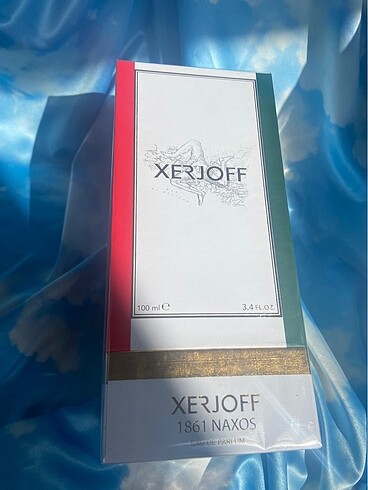 XERJOFF
100 ml ℮ 3.4 FL.OZ.
XERJOFF
1861 NAXOS
EAU DE PARFUM